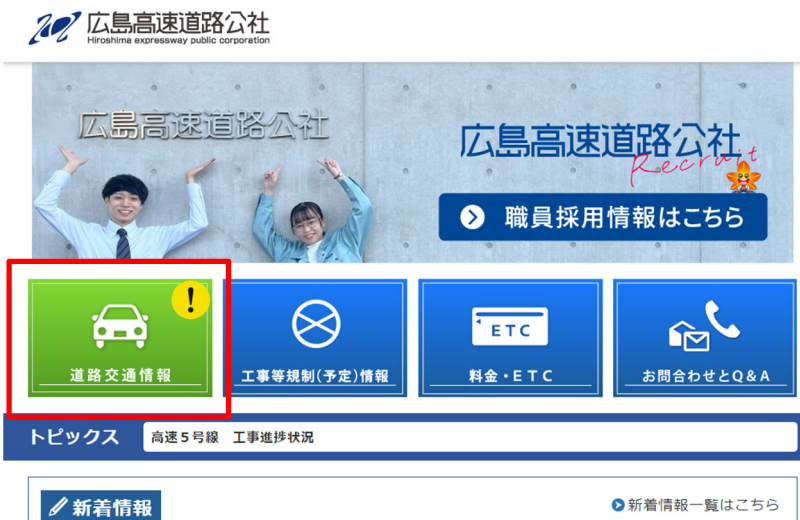 広島高速道路公社
Hiroshima expressway public corporation
広島高速道路公社
広島高速道路公社
Recruit
職員採用情報はこちら
!
道路交通情報
工事等規制(予定)情報
ETC
料金・ETC
お問合わせとQ&A
トピックス
高速5号線 工事進捗状況
新着情報
新着情報一覧はこちら